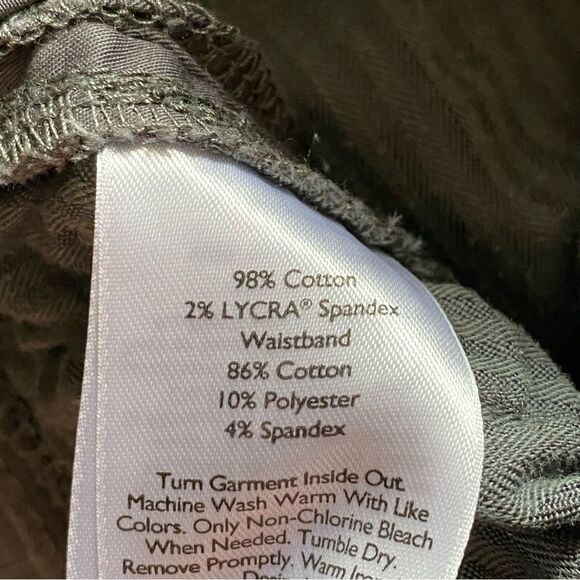 98% Cotton
2% LYCRA® Spandex
Waistband
86% Cotton
10% Polyester
4% Spandex
Turn Garment Inside Out.
Machine Wash Warm With Like
Colors. Only Non-Chlorine Bleach
When Needed. Tumble Dry.
Remove Promptly. Warm Iron